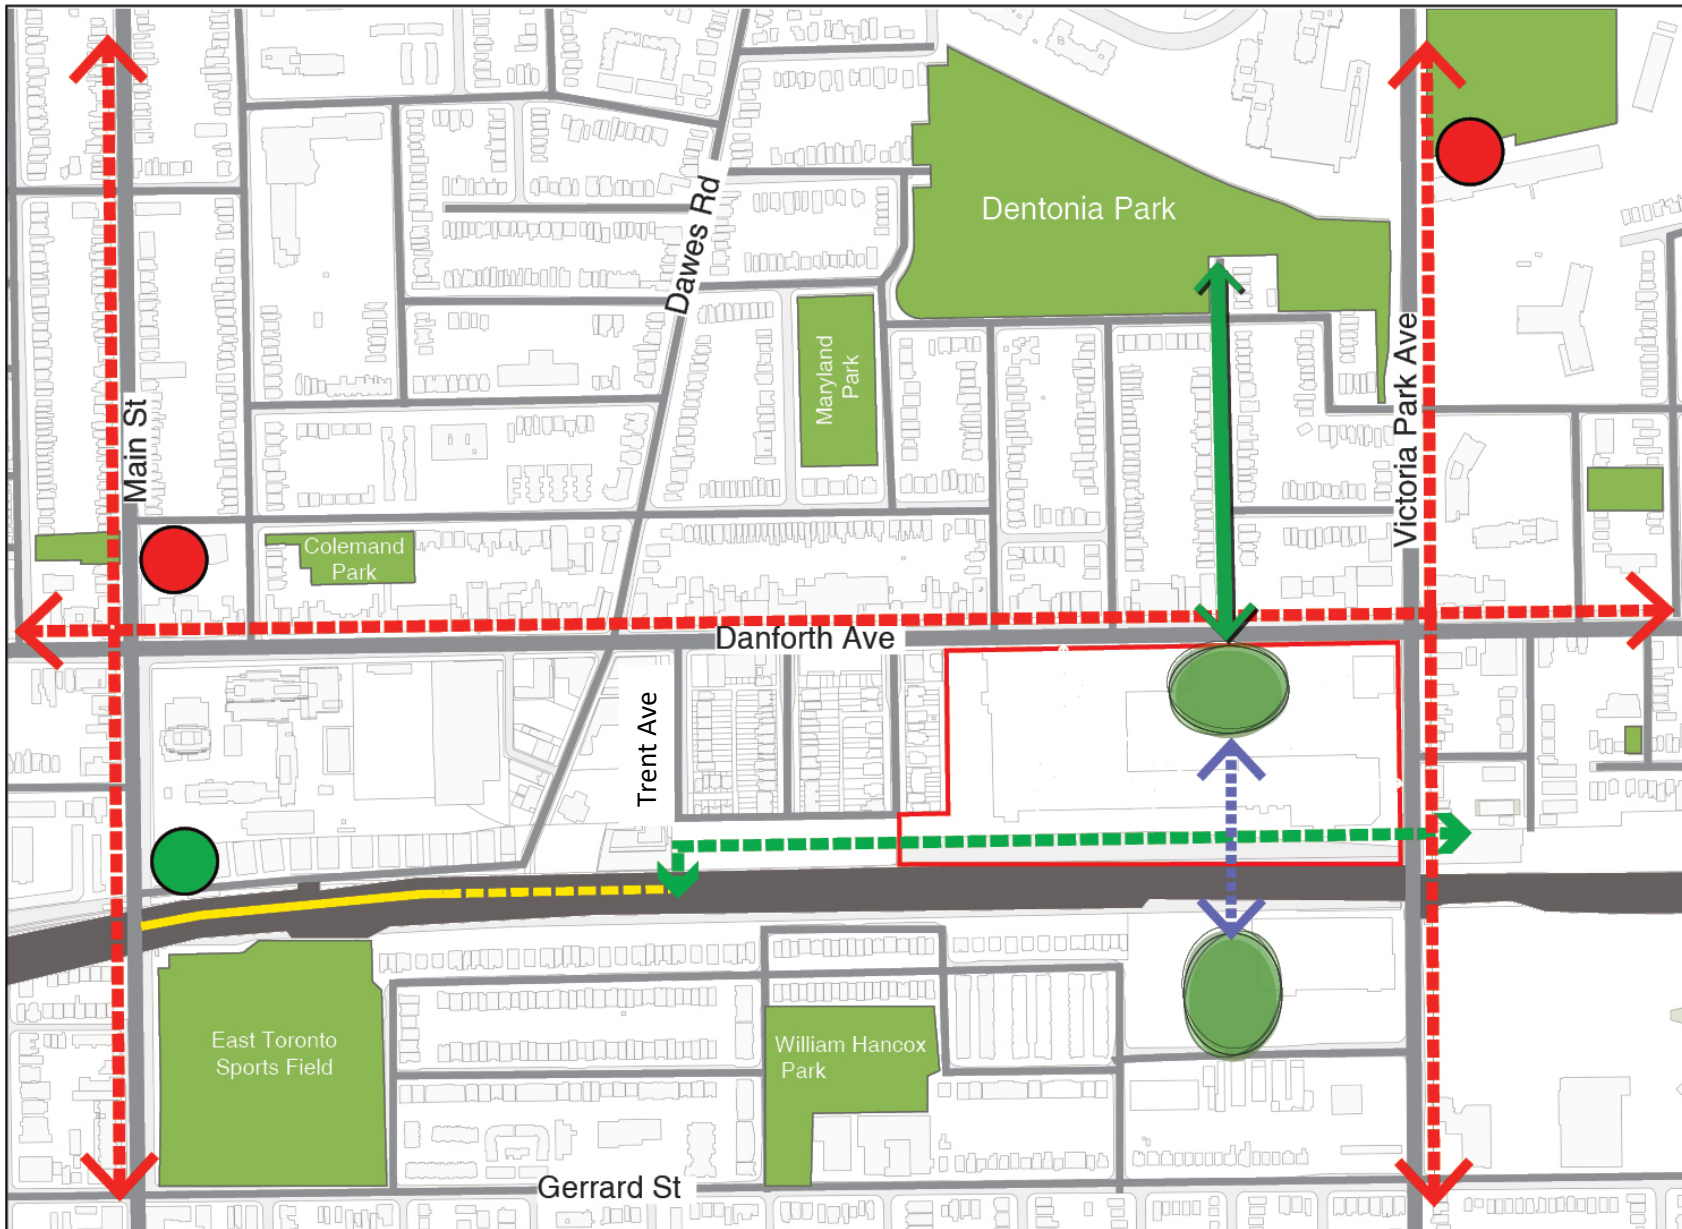 Dentonia Park
Dawes Rd
Maryland
Park
Victoria Park Ave
Main St
Colemand
Park
Danforth Ave
Trent Ave
East Toronto
Sports Field
William Hancox
Park
Gerrard St